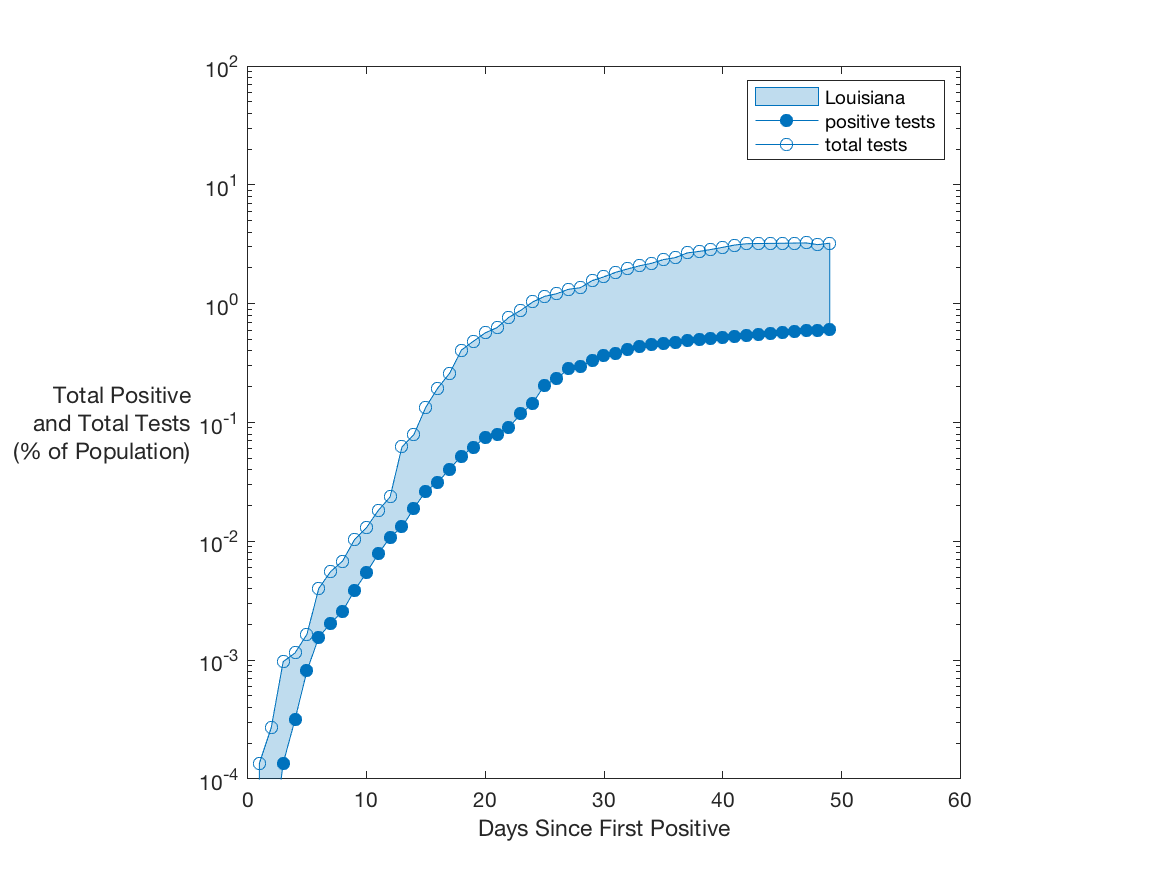 10^2
10^1
10^0
10^-1
10^-2
10^-3
10^-4
Total Positive
and Total Tests
(% of Population)
Louisiana
positive tests
total tests
0 10 20 30 40 50 60
Days Since First Positive